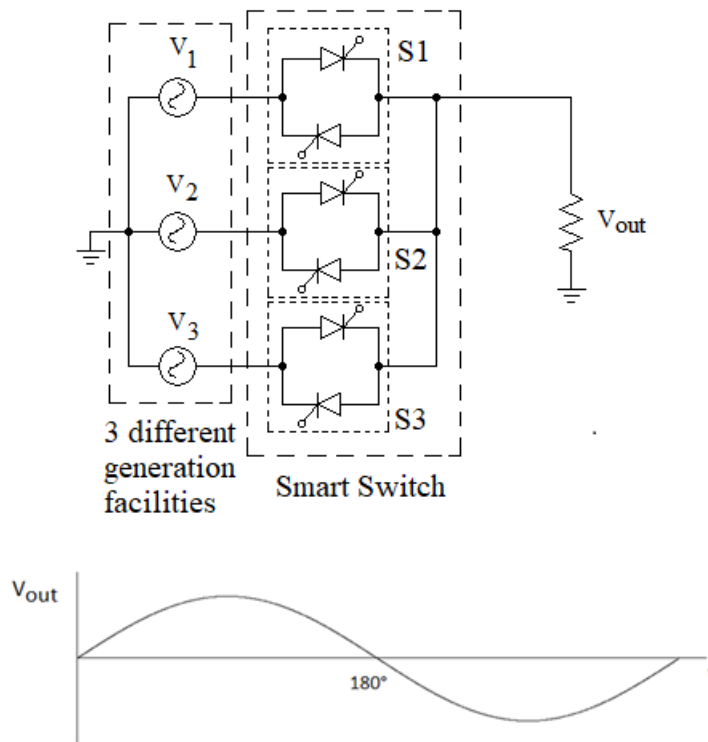 V1
S1
V2
Vout
S2
V3
S3
3 different
generation
facilities
Smart Switch
Vout
180°